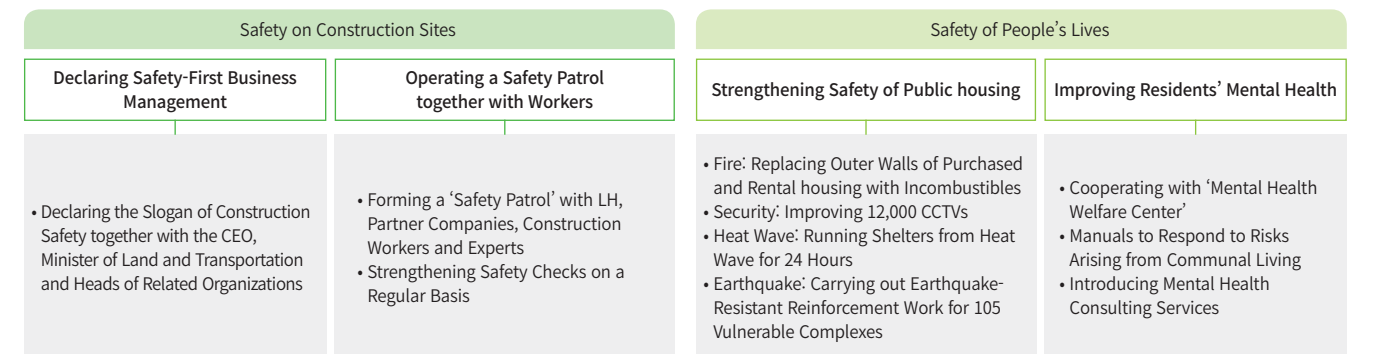 Safety on Construction Sites
Declaring Safety-First Business
Management
• Declaring the Slogan of Construction
Safety together with the CEO,
Minister of Land and Transportation
and Heads of Related Organizations
Operating a Safety Patrol
together with Workers
• Forming a ‘Safety Patrol’ with LH,
Partner Companies, Construction
Workers and Experts
• Strengthening Safety Checks on a
Regular Basis
Safety of People’s Lives
Strengthening Safety of Public housing
• Fire: Replacing Outer Walls of Purchased
and Rental housing with Incombustibles
• Security: Improving 12,000 CCTVs
• Heat Wave: Running Shelters from Heat
Wave for 24 Hours
• Earthquake: Carrying out Earthquake-
Resistant Reinforcement Work for 105
Vulnerable Complexes
Improving Residents’ Mental Health
• Cooperating with ‘Mental Health
Welfare Center’
• Manuals to Respond to Risks
Arising from Communal Living
• Introducing Mental Health
Consulting Services